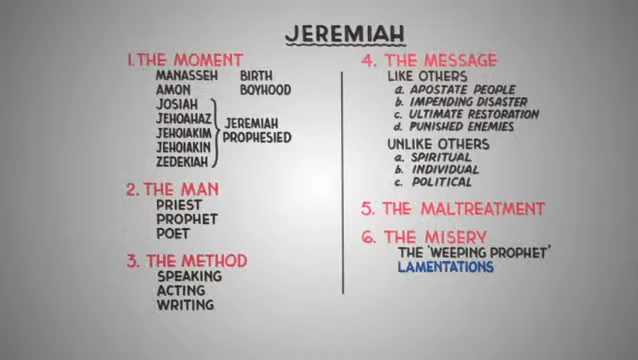 JEREMIAH
1. THE MOMENT
MANASSEH BIRTH
AMON BOYHOOD
JOSIAH
JEHOAHAZ
JEHOIAKIM
JEHOIAKIN
ZEDEKIAH
JEREMIAH
PROPHESIED
2. THE MAN
PRIEST
PROPHET
POET
3. THE METHOD
SPEAKING
ACTING
WRITING
4. THE MESSAGE
LIKE OTHERS
a. APOSTATE PEOPLE
b. IMPENDING DISASTER
c. ULTIMATE RESTORATION
d. PUNISHED ENEMIES
UNLIKE OTHERS
a. SPIRITUAL
b. INDIVIDUAL
c. POLITICAL
5. THE MALTREATMENT
6. THE MISERY
THE 'WEEPING PROPHET'
LAMENTATIONS